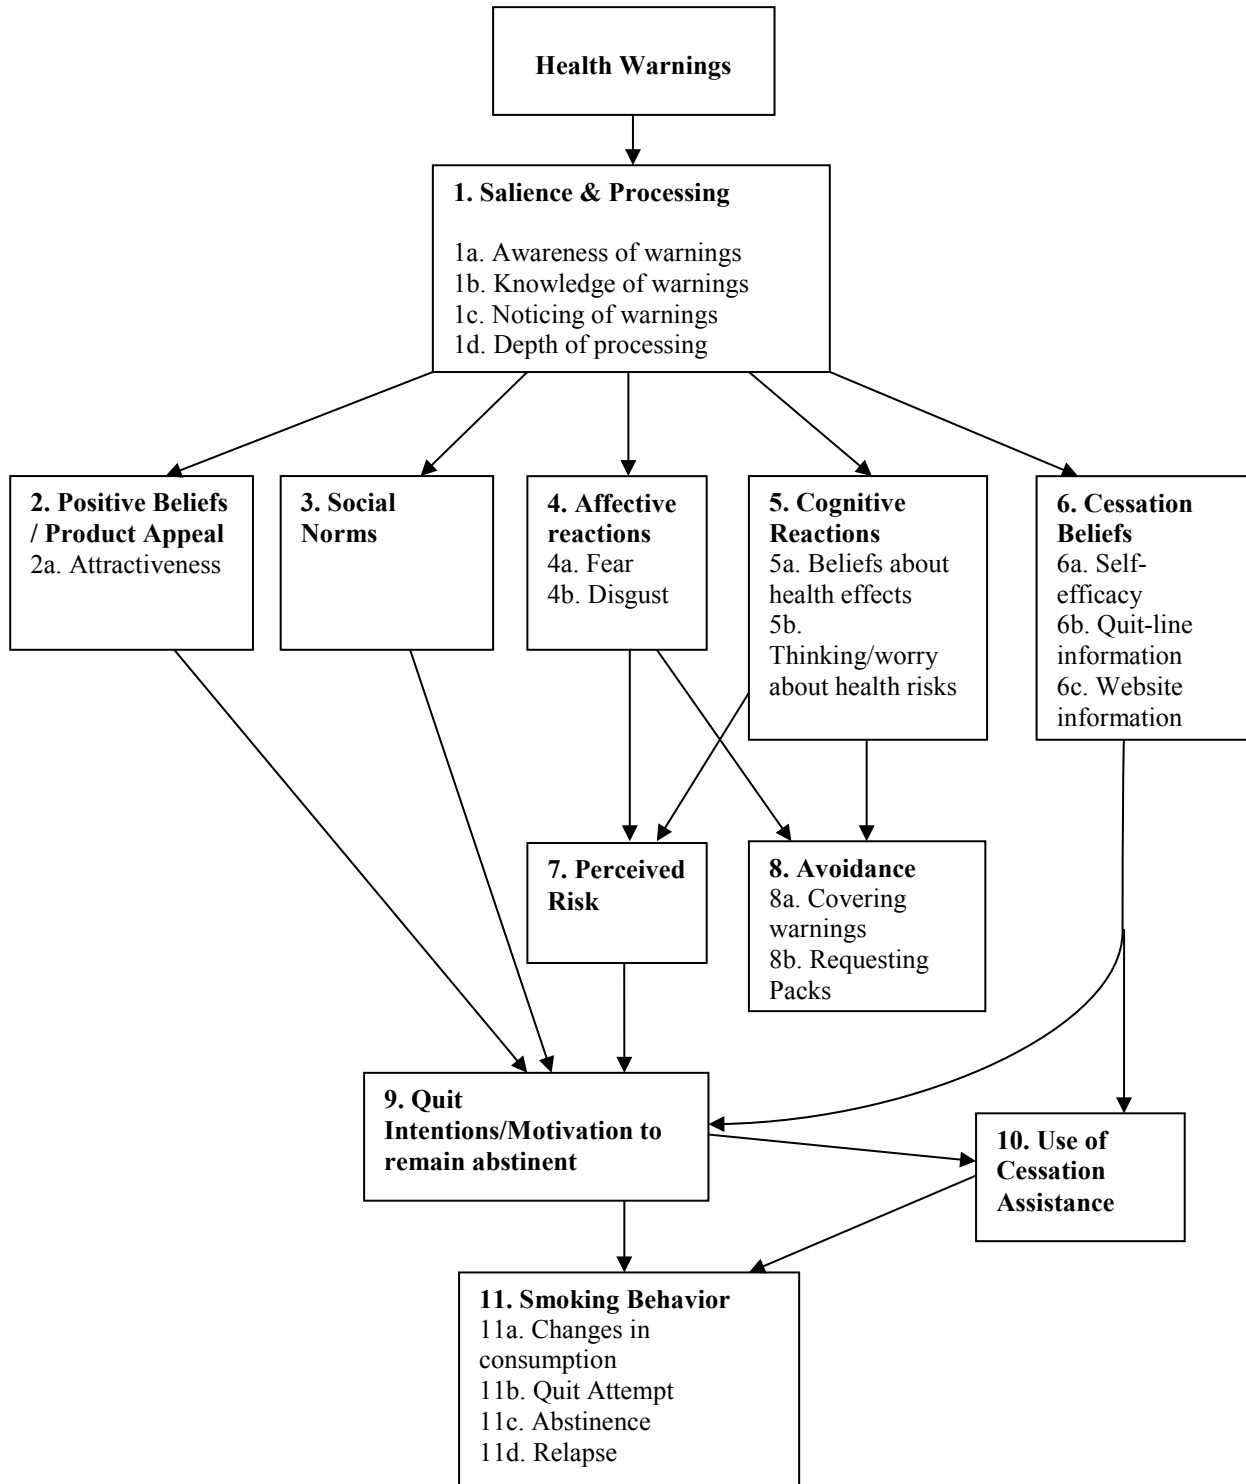 Health Warnings
1. Salience & Processing
1a. Awareness of warnings
1b. Knowledge of warnings
1c. Noticing of warnings
1d. Depth of processing
2. Positive Beliefs
/ Product Appeal
2a. Attractiveness
3. Social
Norms
4. Affective
reactions
4a. Fear
4b. Disgust
5. Cognitive
Reactions
5a. Beliefs about
health effects
5b.
Thinking/worry
about health risks
6. Cessation
Beliefs
6a. Self-
efficacy
6b. Quit-line
information
6c. Website
information
7. Perceived
Risk
8. Avoidance
8a. Covering
warnings
8b. Requesting
Packs
9. Quit
Intentions/Motivation to
remain abstinent
10. Use of
Cessation
Assistance
11. Smoking Behavior
11a. Changes in
consumption
11b. Quit Attempt
11c. Abstinence
11d. Relapse